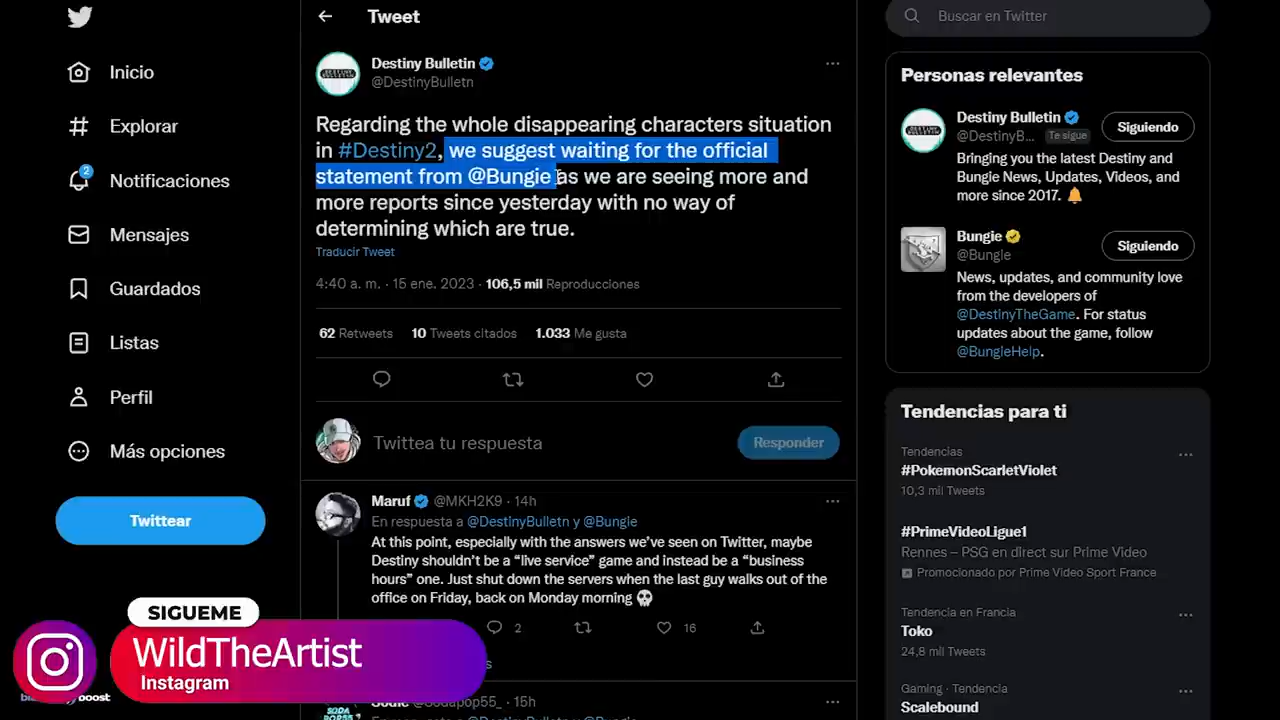 Inicio
Explorar
2
Notificaciones
Mensajes
Guardados
Listas
Perfil
Más opciones
Twittear
Tweet
Destiny Bulletin
@DestinyBulletn
Regarding the whole disappearing characters situation
in #Destiny2, we suggest waiting for the official
statement from @Bungie as we are seeing more and
more reports since yesterday with no way of
determining which are true.
Traducir Tweet
4:40 a. m. · 15 ene. 2023 · 106,5 mil Reproducciones
62 Retweets 10 Tweets citados 1.033 Me gusta
Twittea tu respuesta
Responder
Maruf @MKH2K9 · 14h
En respuesta a @DestinyBulletn y @Bungie
At this point, especially with the answers we've seen on Twitter, maybe
Destiny shouldn't be a "live service" game and instead be a "business
hours" one. Just shut down the servers when the last guy walks out of the
office on Friday, back on Monday morning
2 16
@Sodapop55_ · 15h
SODA
Buscar en Twitter
Personas relevantes
Destiny Bulletin
@DestinyB... Te sigue
Siguiendo
Bringing you the latest Destiny and
Bungie News, Updates, Videos, and
more since 2017.
Bungie
@Bungie
Siguiendo
News, updates, and community love
from the developers of
@DestinyTheGame. For status
updates about the game, follow
@BungieHelp.
Tendencias para ti
Tendencias
#PokemonScarletViolet
10,3 mil Tweets
#PrimeVideoLigue1
Rennes – PSG en direct sur Prime Video
Promocionado por Prime Video Sport France
Tendencia en Francia
Toko
24,8 mil Tweets
Gaming · Tendencia
Scalebound
SIGUEME
WildTheArtist
Instagram
boost